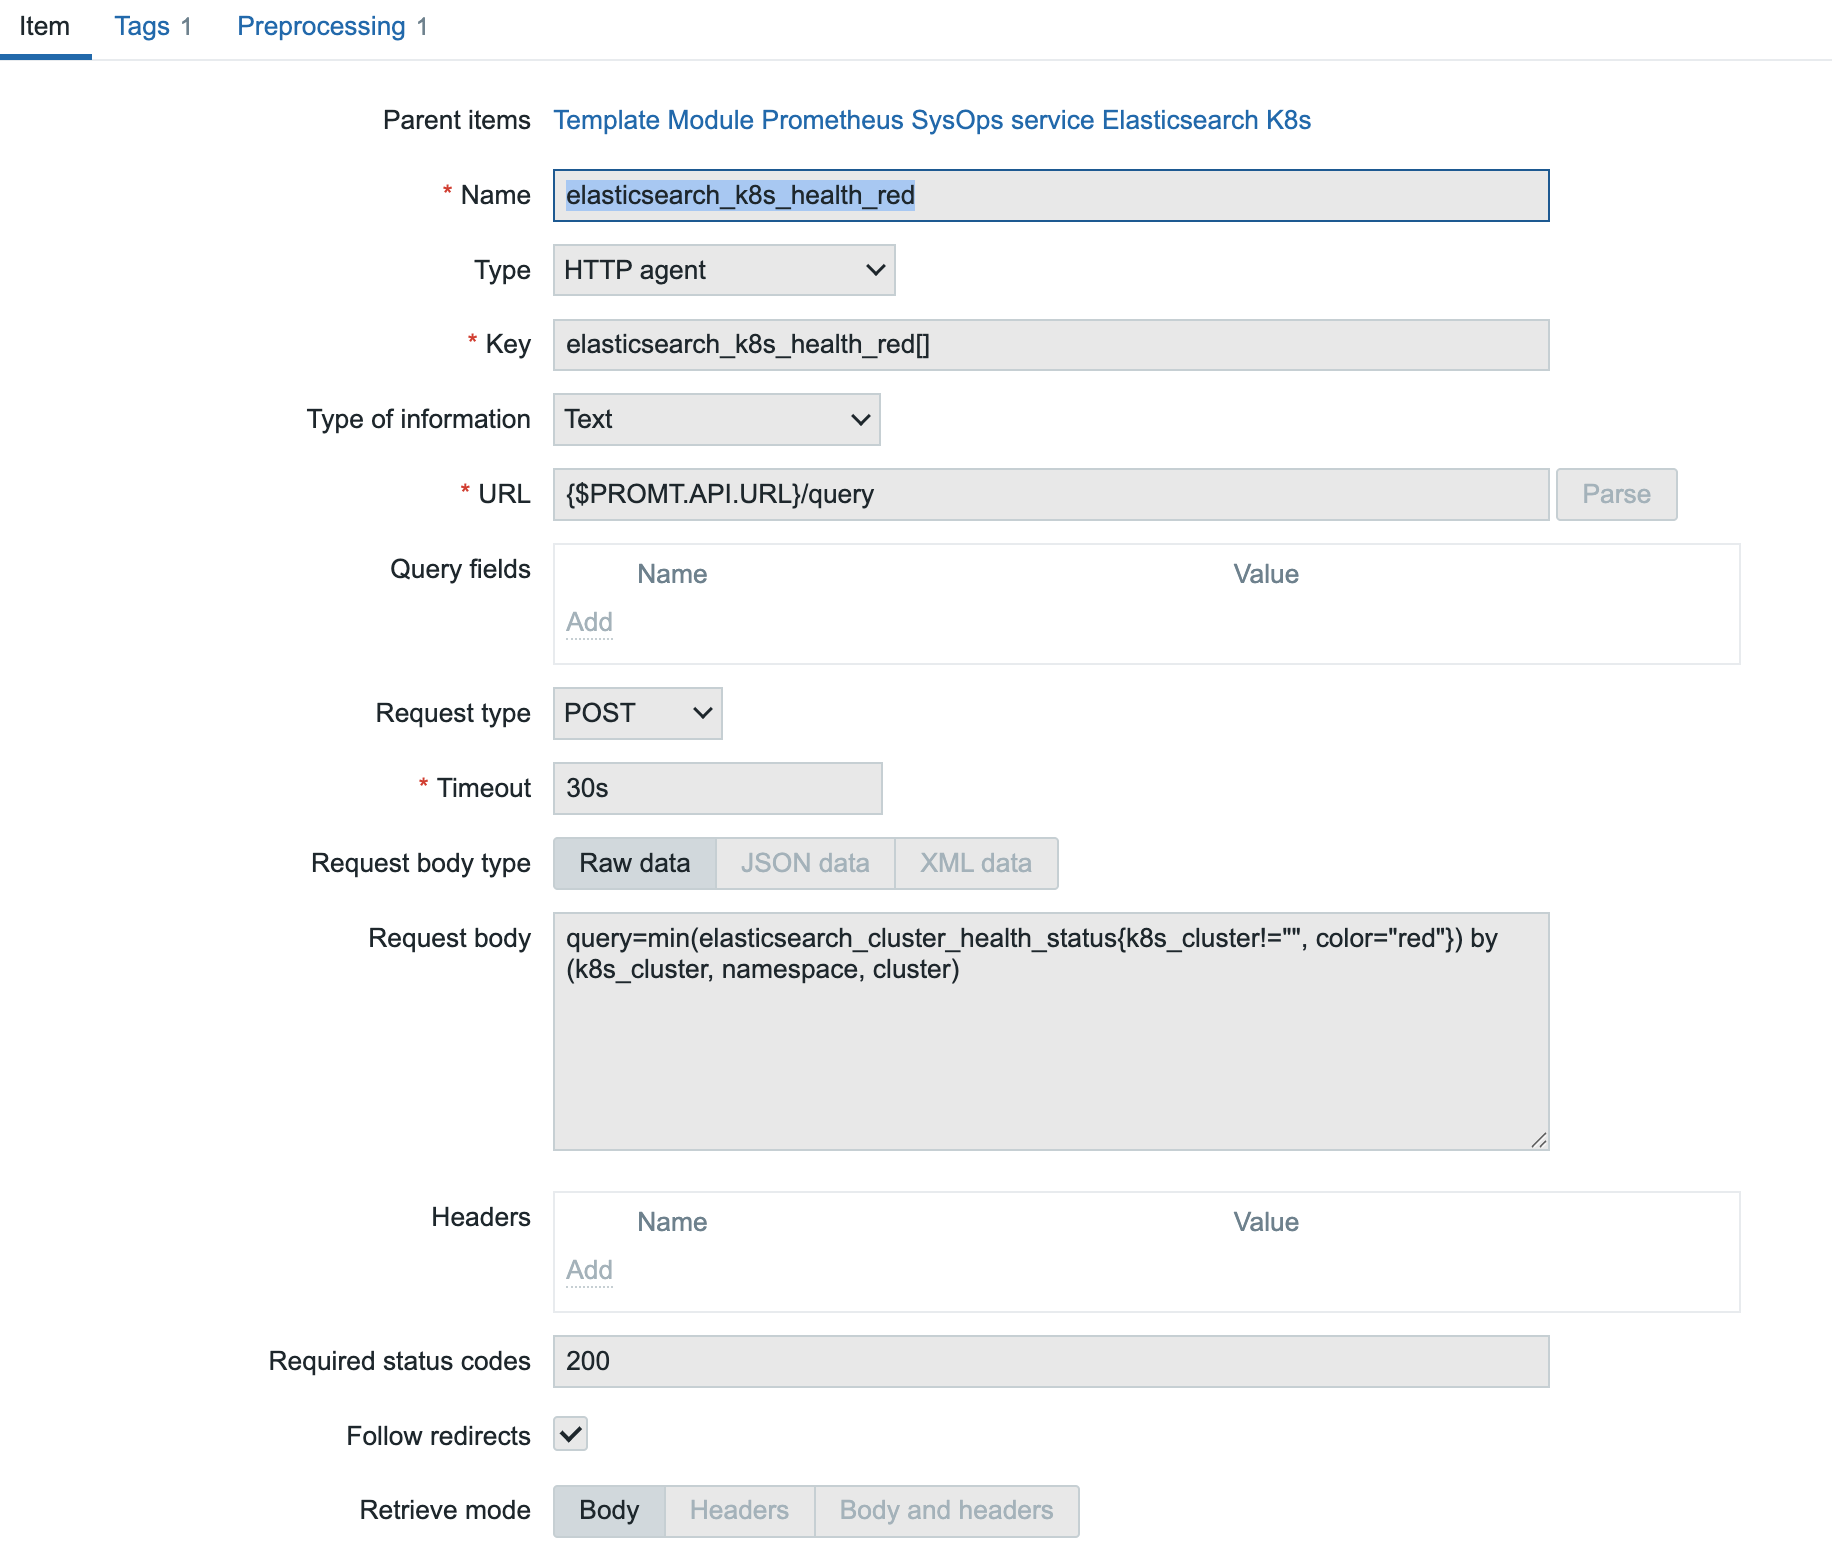 Item Tags 1 Preprocessing 1
Parent items Template Module Prometheus SysOps service Elasticsearch K8s
* Name elasticsearch_k8s_health_red
Type HTTP agent
* Key elasticsearch_k8s_health_red[]
Type of information Text
* URL {$PROMT.API.URL}/query Parse
Query fields Name Value
Add
Request type POST
* Timeout 30s
Request body type Raw data JSON data XML data
Request body query=min(elasticsearch_cluster_health_status{k8s_cluster!="", color="red"}) by
(k8s_cluster, namespace, cluster)
Headers Name Value
Add
Required status codes 200
Follow redirects
Retrieve mode Body Headers Body and headers